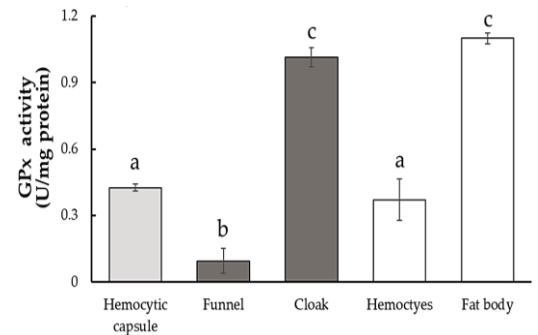 GPx activity
(U/mg protein)
1.2
0.9
0.6
0.3
0
a
b
c
a
c
Hemocytic
capsule
Funnel
Cloak
Hemoctyes
Fat body